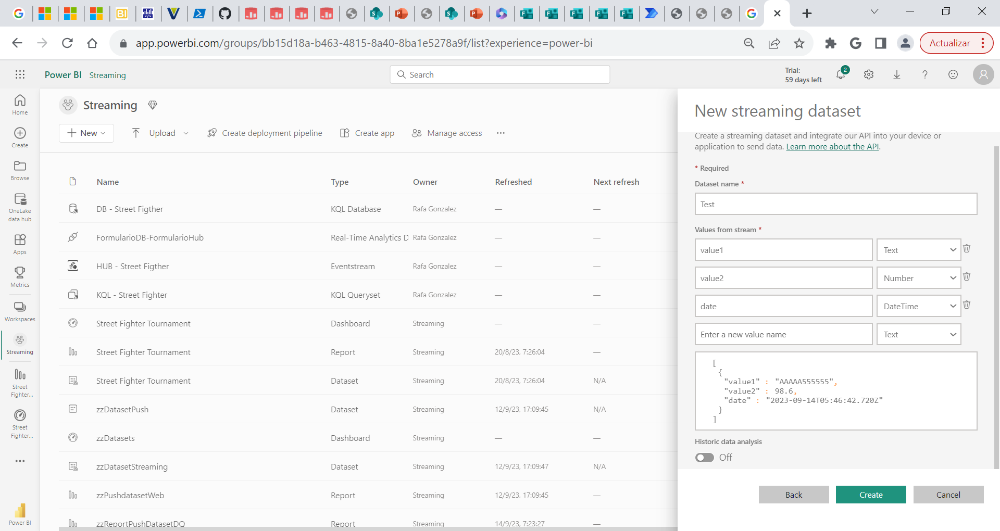 BI
app.powerbi.com/groups/bb15d18a-b463-4815-8a40-8ba1e5278a9f/list?experience=power-bi
Actualizar
Power BI Streaming
Search
Trial:
59 days left
2
Home
Create
Browse
OneLake
data hub
Apps
Metrics
Workspaces
Streaming
Street
Fighter...
Street
Fighter...
Power BI
Streaming
New
Upload
Create deployment pipeline
Create app
Manage access
Name Type Owner Refreshed Next refresh
DB - Street Figther KQL Database Rafa Gonzalez — —
FormularioDB-FormularioHub Real-Time Analytics D Rafa Gonzalez — —
HUB - Street Figther Eventstream Rafa Gonzalez — —
KQL - Street Fighter KQL Queryset Rafa Gonzalez — —
Street Fighter Tournament Dashboard Streaming — —
Street Fighter Tournament Report Streaming 20/8/23, 7:26:04 —
Street Fighter Tournament Dataset Streaming 20/8/23, 7:26:04 N/A
zzDatasetPush Dataset Streaming 12/9/23, 17:09:45 N/A
zzDatasets Dashboard Streaming — —
zzDatasetStreaming Dataset Streaming 12/9/23, 17:09:47 N/A
zzPushdatasetWeb Report Streaming 12/9/23, 17:09:45 —
zzReportPushDatasetDQ Report Streaming 14/9/23, 7:23:27 —
New streaming dataset
Create a streaming dataset and integrate our API into your device or
application to send data. Learn more about the API.
* Required
Dataset name *
Test
Values from stream *
value1 Text
value2 Number
date DateTime
Enter a new value name Text
[
{
"value1" : "AAAAA555555",
"value2" : 98.6,
"date" : "2023-09-14T05:46:42.720Z"
}
]
Historic data analysis
Off
Back Create Cancel